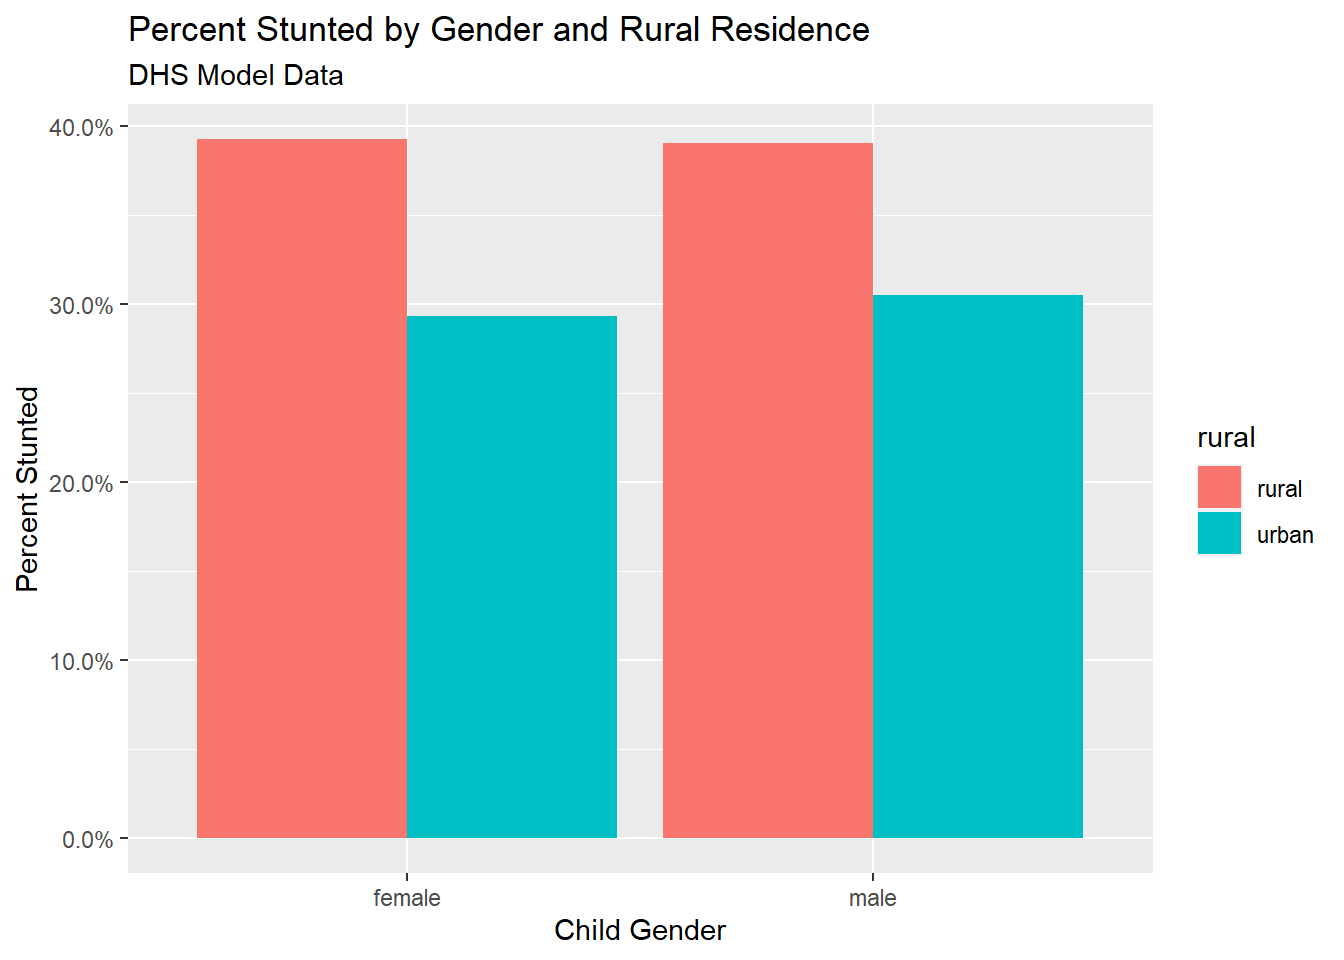 Percent Stunted by Gender and Rural Residence
DHS Model Data
40.0%
30.0%
20.0%
10.0%
0.0%
Percent Stunted
female
male
Child Gender
rural
rural
urban